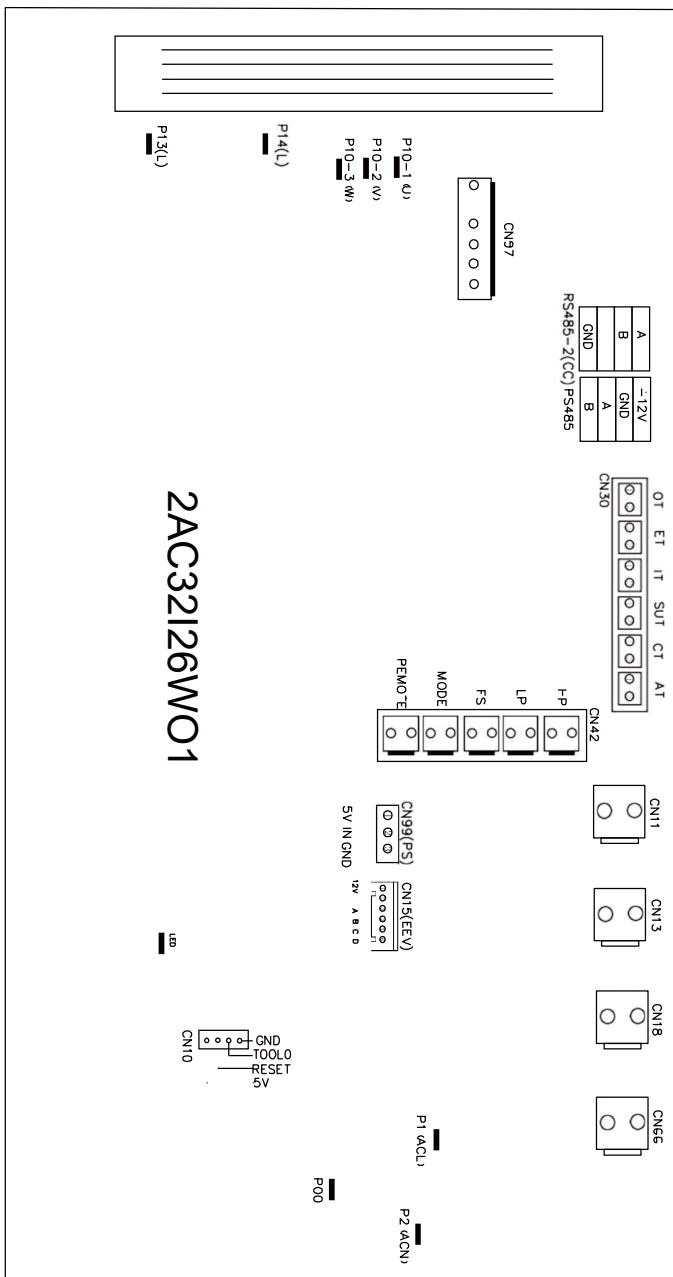 P13(L)
P14(L)
P10-3 (W)
P10-2 (V)
P10-1 (U)
CN97
RS485-2(CC)
A
B
GND
PS485
-12V
GND
A
B
CN30
OT
ET
IT
SUT
CT
AT
2AC32I26WO1
PEMOTE
MODE
FS
LP
HP
CN42
CN11
CN99(PS)
5V IN GND
CN15(EEV)
12V A B C D
CN13
LED
CN18
CN10
GND
TOOL0
RESET
5V
CN66
P1 (ACL)
P00
P2 (ACN)